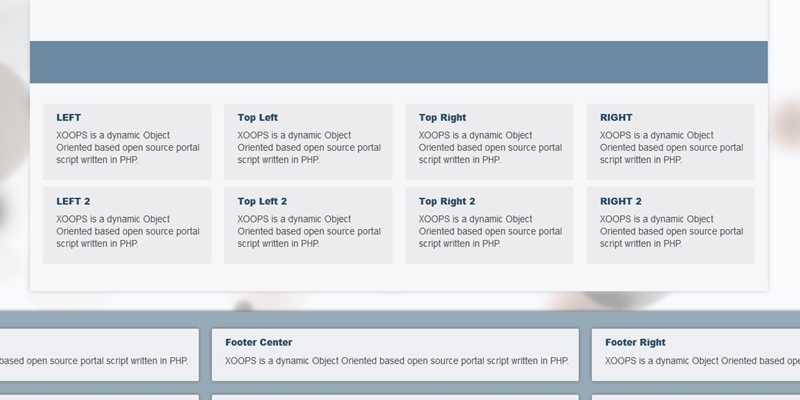 LEFT
XOOPS is a dynamic Object
Oriented based open source portal
script written in PHP.
Top Left
XOOPS is a dynamic Object
Oriented based open source portal
script written in PHP.
Top Right
XOOPS is a dynamic Object
Oriented based open source portal
script written in PHP.
RIGHT
XOOPS is a dynamic Object
Oriented based open source portal
script written in PHP.
LEFT 2
XOOPS is a dynamic Object
Oriented based open source portal
script written in PHP.
Top Left 2
XOOPS is a dynamic Object
Oriented based open source portal
script written in PHP.
Top Right 2
XOOPS is a dynamic Object
Oriented based open source portal
script written in PHP.
RIGHT 2
XOOPS is a dynamic Object
Oriented based open source portal
script written in PHP.
based open source portal script written in PHP.
Footer Center
XOOPS is a dynamic Object Oriented based open source portal script written in PHP.
Footer Right
XOOPS is a dynamic Object Oriented based